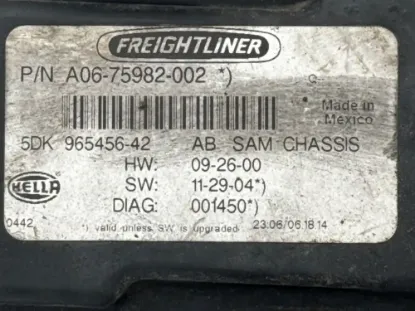 FREIGHTLINER
P/N A06-75982-002 *)
Made in
Mexico
5DK 965456-42 AB SAM CHASSIS
HW: 09-26-00
HELLA SW: 11-29-04*)
DIAG: 001450*)
0442 *) valid unless SW is upgraded 23.06/06 18 14